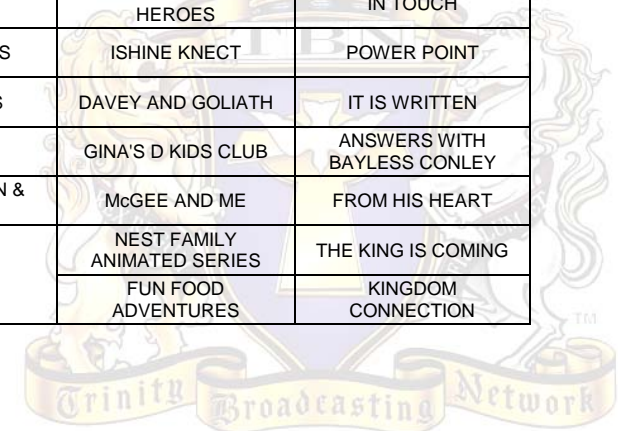 HEROES
IN TOUCH
S
ISHINE KNECT
POWER POINT
S
DAVEY AND GOLIATH
IT IS WRITTEN
GINA'S D KIDS CLUB
ANSWERS WITH
BAYLESS CONLEY
N &
McGEE AND ME
FROM HIS HEART
NEST FAMILY
ANIMATED SERIES
THE KING IS COMING
FUN FOOD
ADVENTURES
KINGDOM
CONNECTION
TBN
TM
Trinity Broadcasting Network